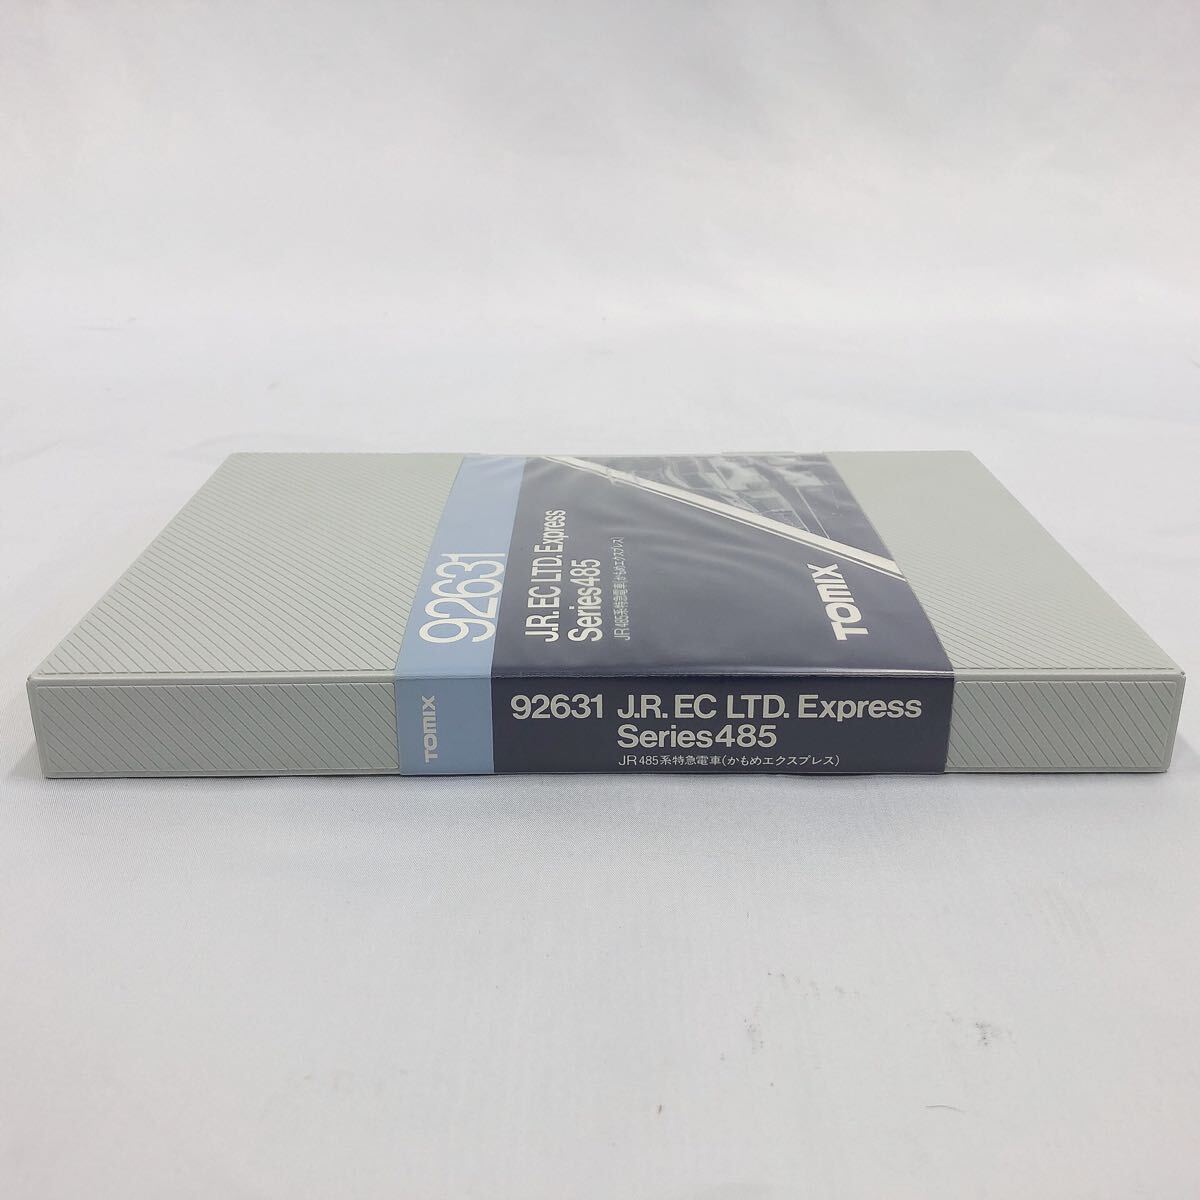 92631
J.R. EC LTD. Express
Series485
JR485系特急電車(かもめエクスプレス)
TOMIX
TOMIX
92631 J.R. EC LTD. Express
Series485
JR485系特急電車(かもめエクスプレス)